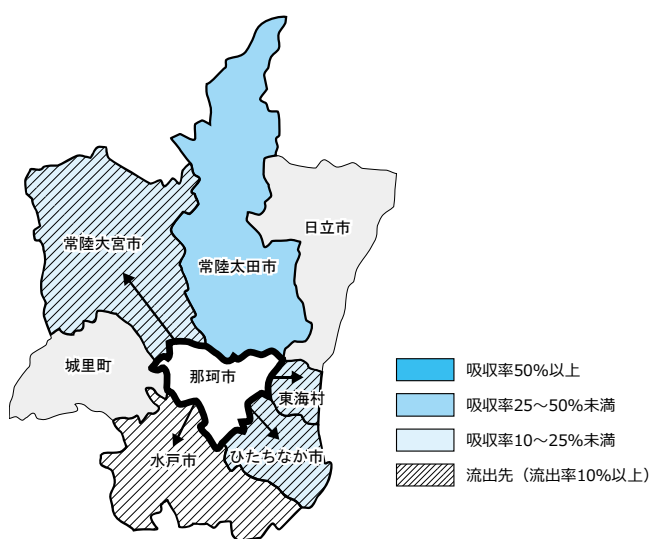 日立市
常陸大宮市
常陸太田市
城里町
那珂市
東海村
水戸市
ひたちなか市
吸収率50%以上
吸収率25～50%未満
吸収率10～25%未満
流出先（流出率10%以上）